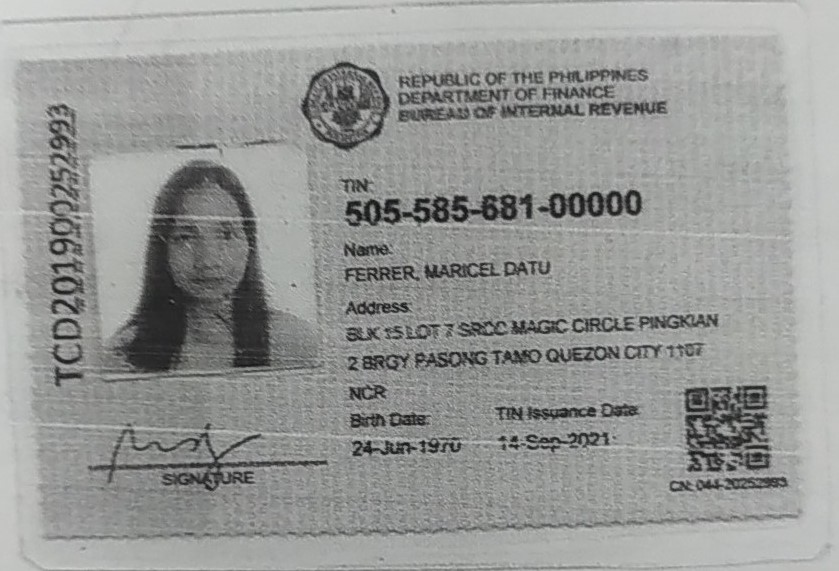 REPUBLIC OF THE PHILIPPINES
DEPARTMENT OF FINANCE
BUREAU OF INTERNAL REVENUE
TCD201900252993
TIN:
505-585-681-00000
Name:
FERRER, MARICEL DATU
Address:
BLK 15 LOT 7 SRCC MAGIC CIRCLE PINGKIAN
2 BRGY PASONG TAMO QUEZON CITY 1107
NCR
Birth Date:
TIN Issuance Date:
24-Jun-1970
14-Sep-2021
SIGNATURE
CN: 044-20252993